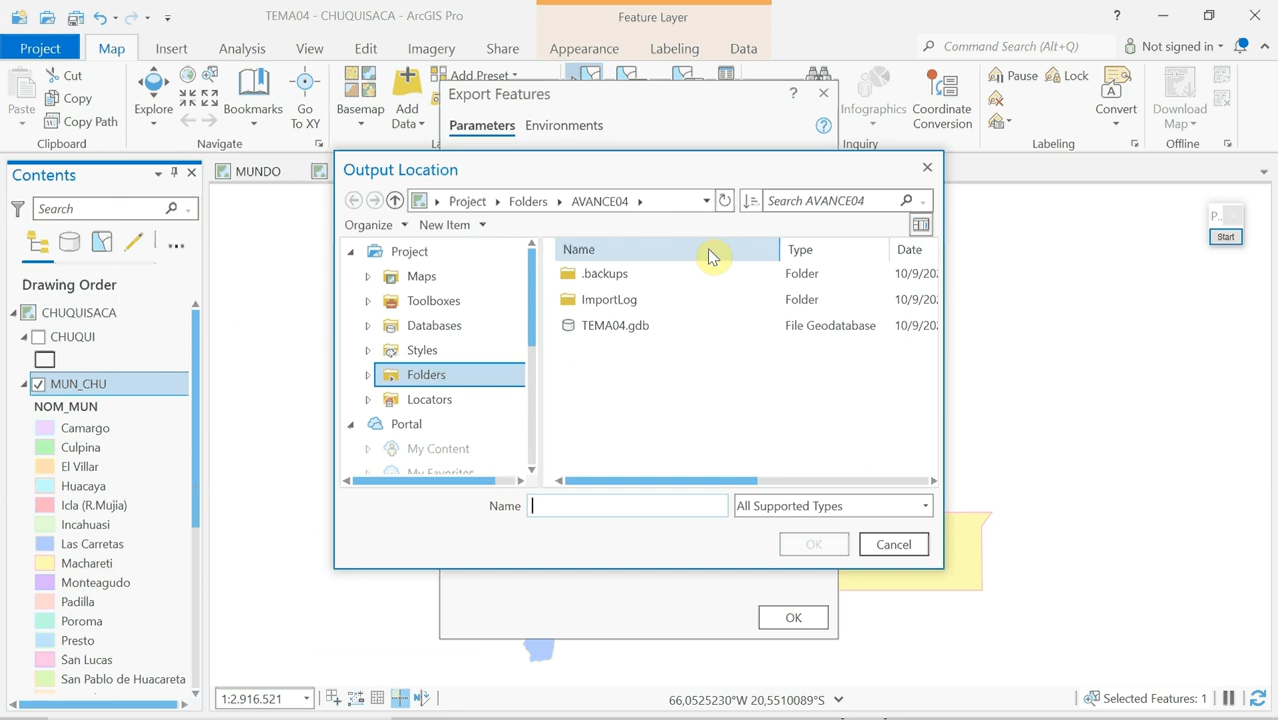 TEMA04 - CHUQUISACA - ArcGIS Pro
Feature Layer
?
Project
Map
Insert
Analysis
View
Edit
Imagery
Share
Appearance
Labeling
Data
Command Search (Alt+Q)
Not signed in
Paste
Cut
Copy
Copy Path
Clipboard
Explore
Bookmarks
Go
To XY
Navigate
Basemap
Add
Data
Add Preset
Infographics
Coordinate
Conversion
Inquiry
Pause
Lock
Convert
Labeling
Download
Map
Offline
Export Features
?
Parameters
Environments
?
Contents
Search
Drawing Order
CHUQUISACA
CHUQUI
MUN_CHU
NOM_MUN
Camargo
Culpina
El Villar
Huacaya
Icla (R.Mujia)
Incahuasi
Las Carretas
Machareti
Monteagudo
Padilla
Poroma
Presto
San Lucas
San Pablo de Huacareta
MUNDO
Output Location
Project
Folders
AVANCE04
Search AVANCE04
Organize
New Item
Project
Maps
Toolboxes
Databases
Styles
Folders
Locators
Portal
My Content
My Favorites
Name
Type
Date
.backups
Folder
10/9/202
ImportLog
Folder
10/9/202
TEMA04.gdb
File Geodatabase
10/9/202
Name
All Supported Types
OK
Cancel
OK
P...
Start
1:2.916.521
66,0525230°W 20,5510089°S
Selected Features: 1